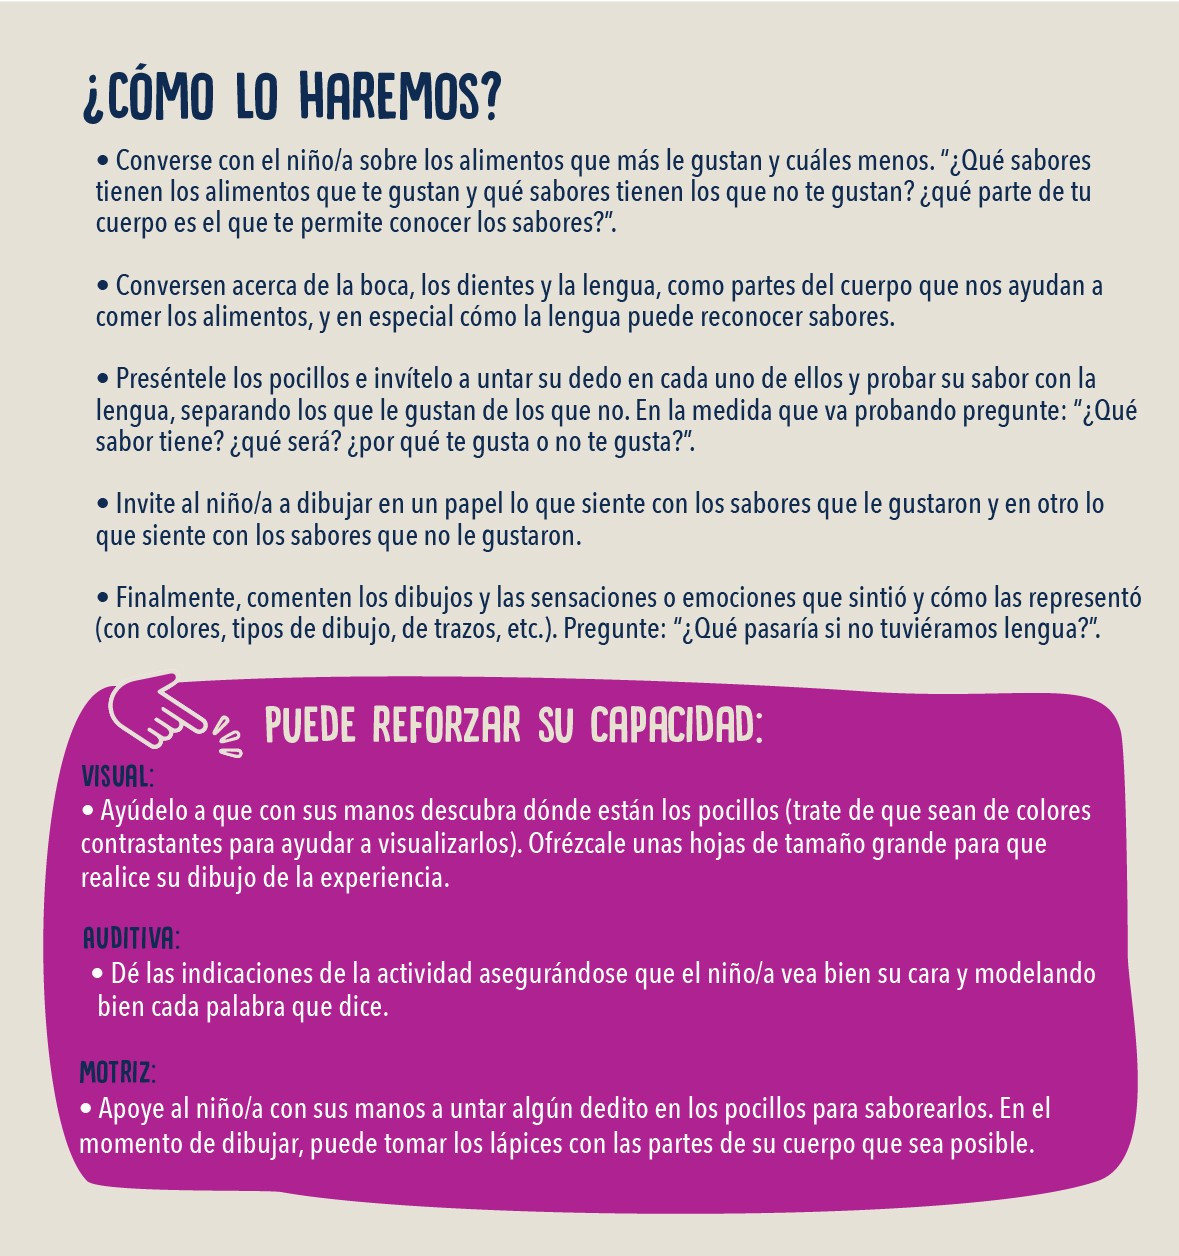 ¿CÓMO LO HAREMOS?
• Converse con el niño/a sobre los alimentos que más le gustan y cuáles menos. “¿Qué sabores
tienen los alimentos que te gustan y qué sabores tienen los que no te gustan? ¿qué parte de tu
cuerpo es el que te permite conocer los sabores?”.
• Conversen acerca de la boca, los dientes y la lengua, como partes del cuerpo que nos ayudan a
comer los alimentos, y en especial cómo la lengua puede reconocer sabores.
• Preséntele los pocillos e invítelo a untar su dedo en cada uno de ellos y probar su sabor con la
lengua, separando los que le gustan de los que no. En la medida que va probando pregunte: “¿Qué
sabor tiene? ¿qué será? ¿por qué te gusta o no te gusta?”.
• Invite al niño/a a dibujar en un papel lo que siente con los sabores que le gustaron y en otro lo
que siente con los sabores que no le gustaron.
• Finalmente, comenten los dibujos y las sensaciones o emociones que sintió y cómo las representó
(con colores, tipos de dibujo, de trazos, etc.). Pregunte: “¿Qué pasaría si no tuviéramos lengua?”.
PUEDE REFORZAR SU CAPACIDAD:
VISUAL:
• Ayúdelo a que con sus manos descubra dónde están los pocillos (trate de que sean de colores
contrastantes para ayudar a visualizarlos). Ofrézcale unas hojas de tamaño grande para que
realice su dibujo de la experiencia.
AUDITIVA:
• Dé las indicaciones de la actividad asegurándose que el niño/a vea bien su cara y modelando
bien cada palabra que dice.
MOTRIZ:
• Apoye al niño/a con sus manos a untar algún dedito en los pocillos para saborearlos. En el
momento de dibujar, puede tomar los lápices con las partes de su cuerpo que sea posible.